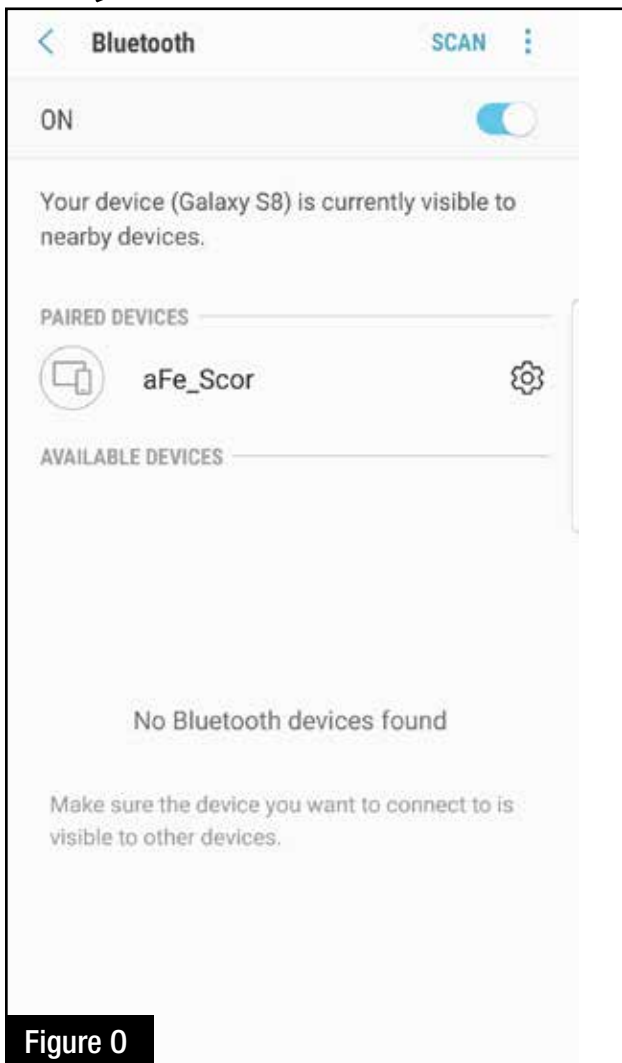 Bluetooth SCAN
ON
Your device (Galaxy S8) is currently visible to
nearby devices.
PAIRED DEVICES
aFe_Scor
AVAILABLE DEVICES
No Bluetooth devices found
Make sure the device you want to connect to is
visible to other devices.
Figure O